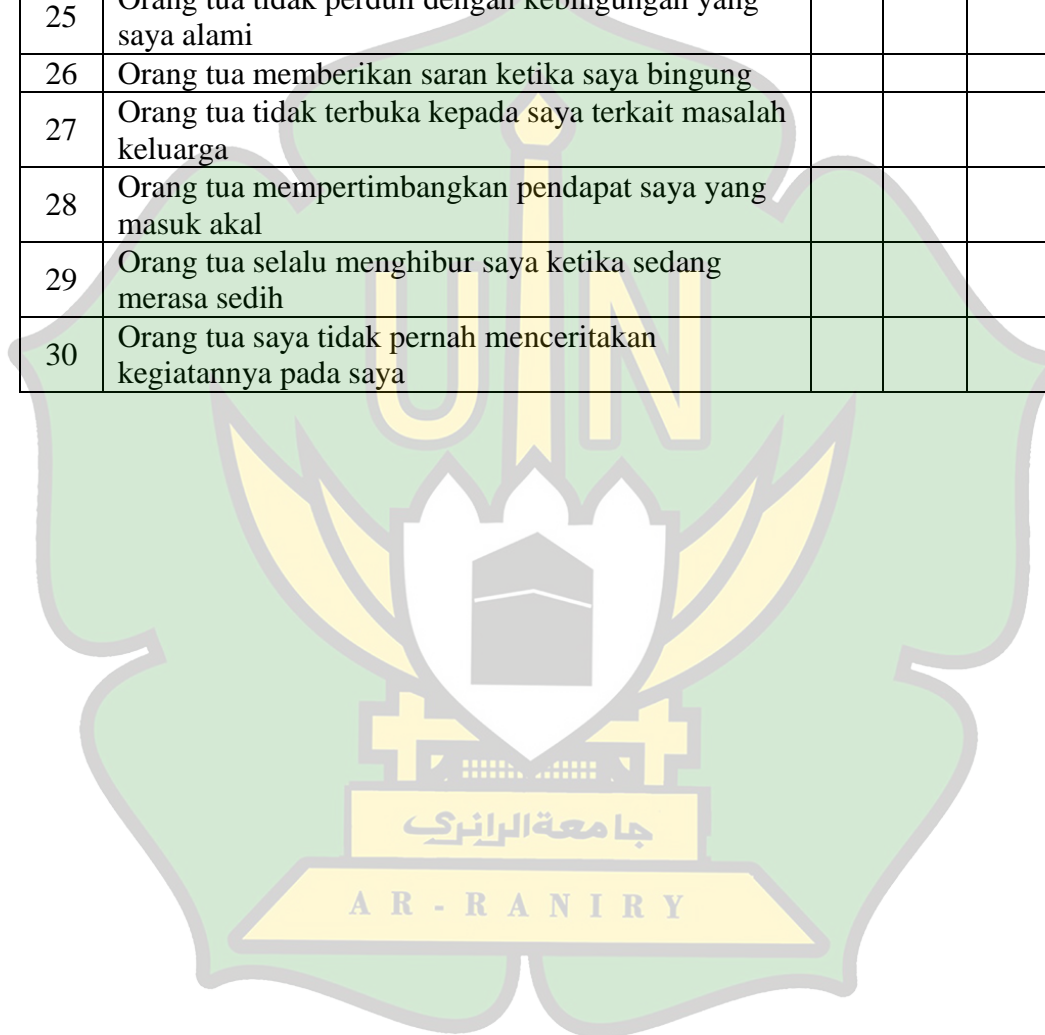 25 Orang tua tidak perduli dengan kebingungan yang
saya alami
26 Orang tua memberikan saran ketika saya bingung
27 Orang tua tidak terbuka kepada saya terkait masalah
keluarga
28 Orang tua mempertimbangkan pendapat saya yang
masuk akal
29 Orang tua selalu menghibur saya ketika sedang
merasa sedih
30 Orang tua saya tidak pernah menceritakan
kegiatannya pada saya
UIN
جامعةالرانري
AR-RANIRY